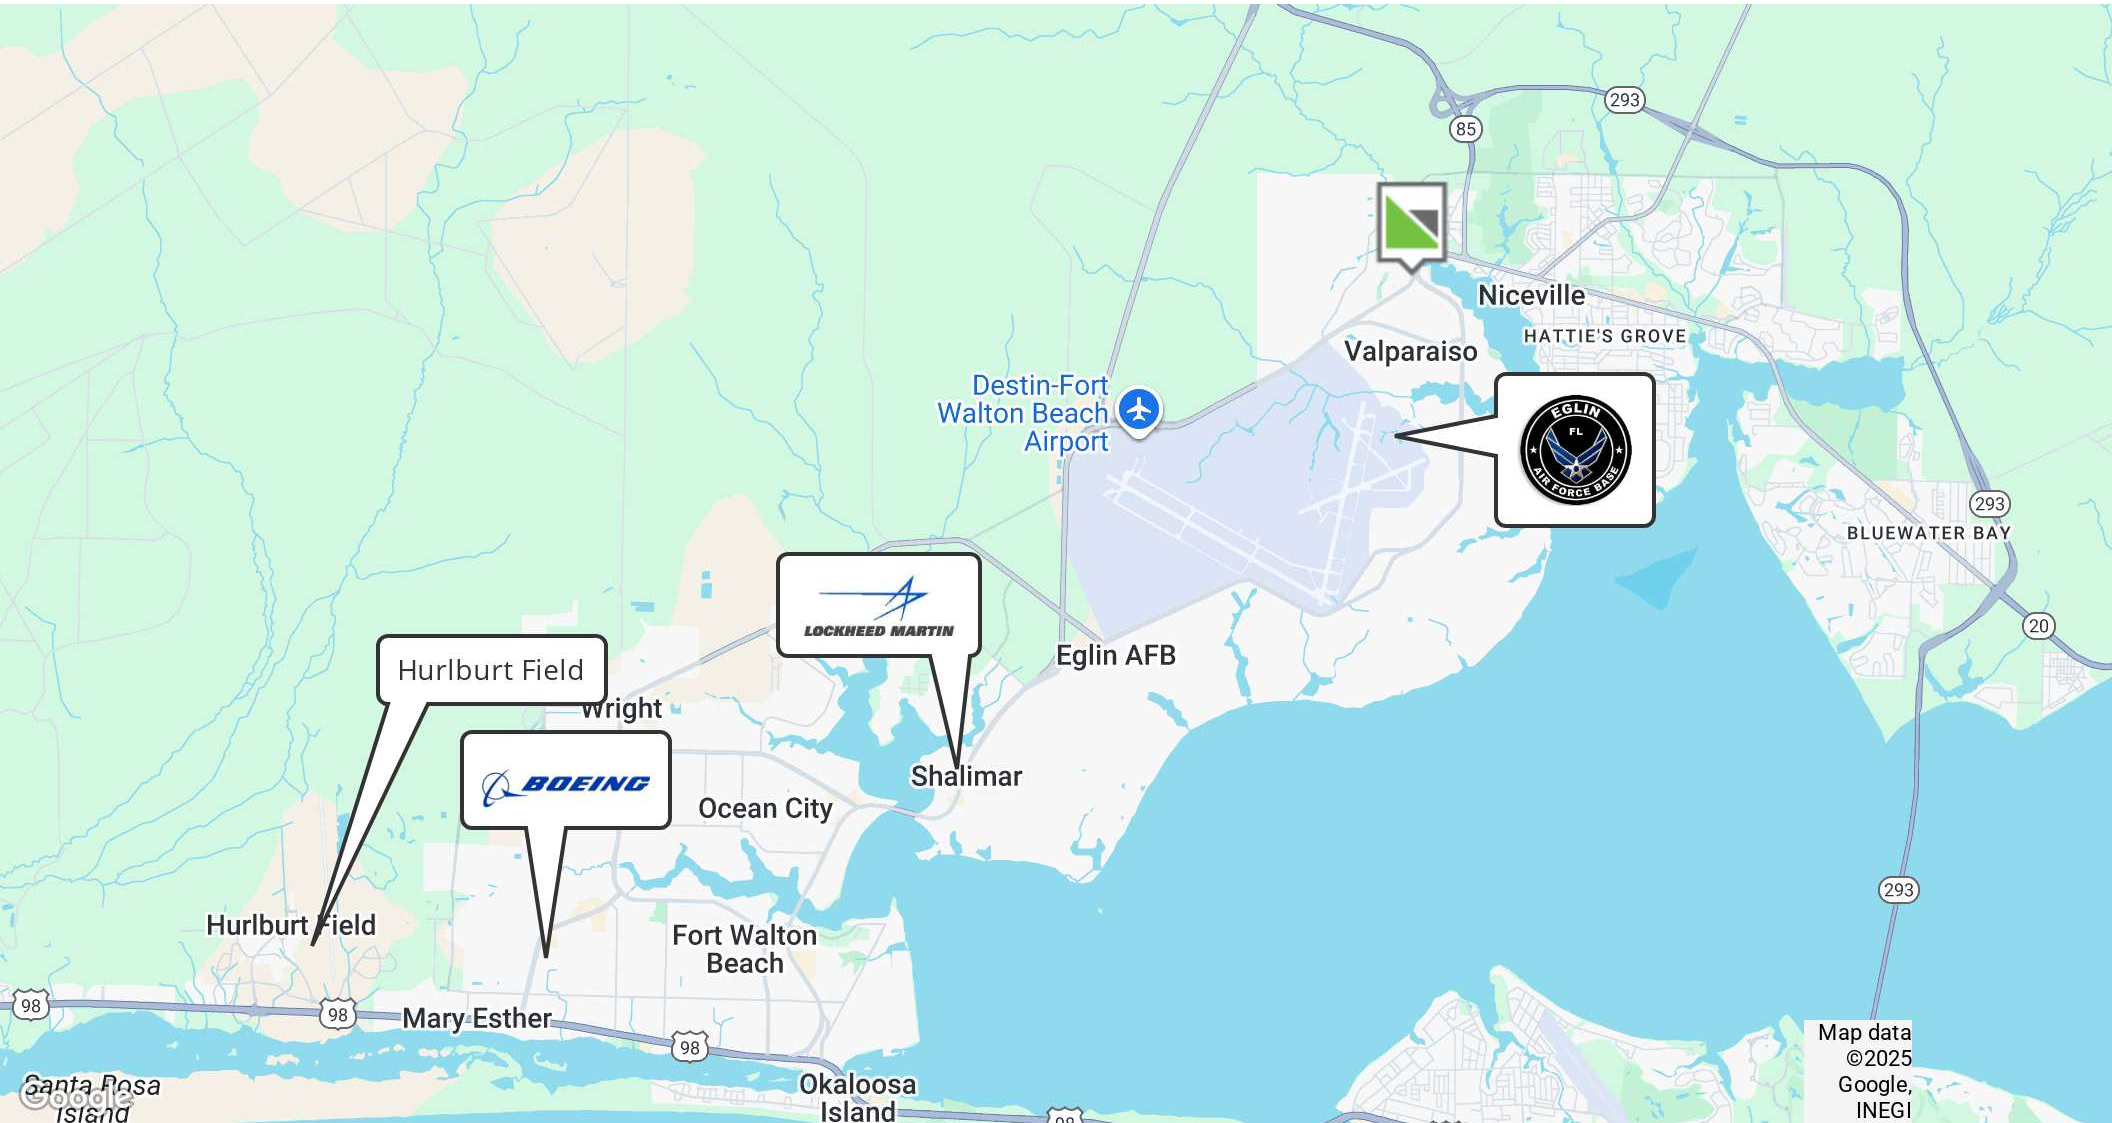 293
85
Niceville
HATTIE'S GROVE
Valparaiso
Destin-Fort
Walton Beach
Airport
EGLIN
FL
AIR FORCE BASE
293
BLUEWATER BAY
LOCKHEED MARTIN
20
Eglin AFB
Hurlburt Field
Wright
BOEING
Shalimar
Ocean City
293
Hurlburt Field
Fort Walton
Beach
98
98
Mary Esther
98
Map data
©2025
Google,
INEGI
Santa Rosa
Island
Google
Okaloosa
Island
98